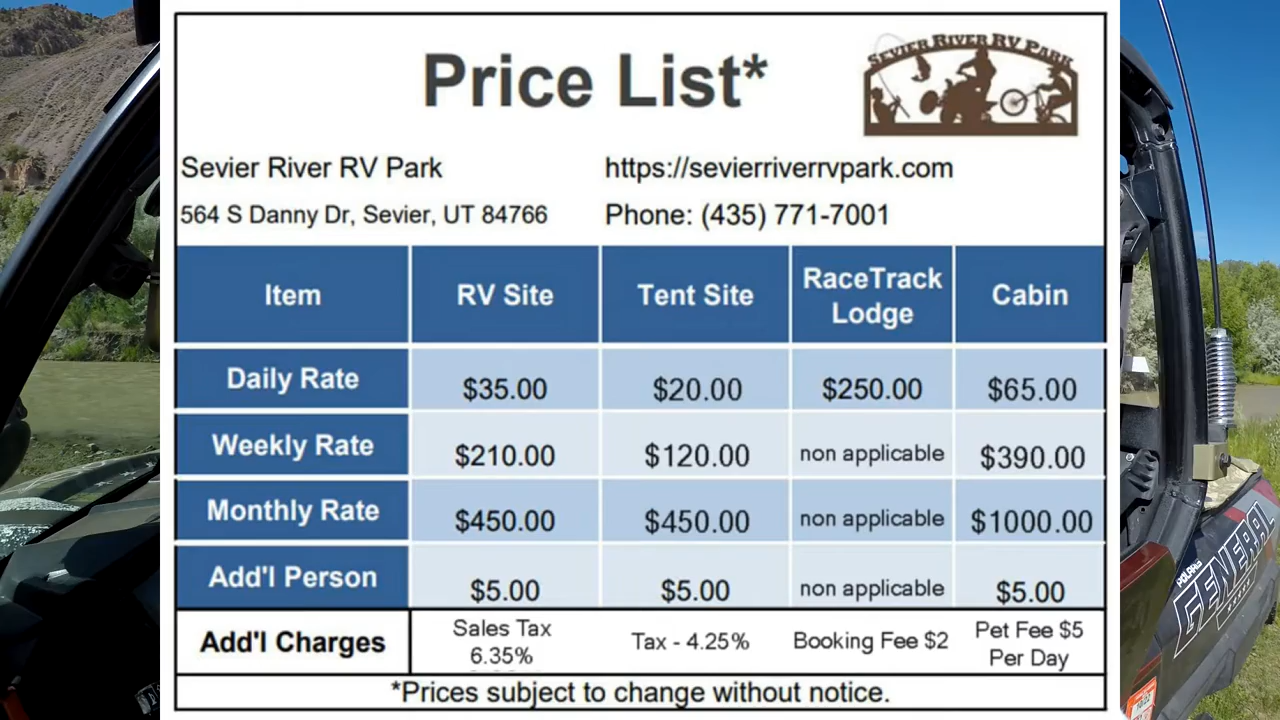 Price List*
SEVIER RIVER RV PARK
Sevier River RV Park
https://sevierriverrvpark.com
564 S Danny Dr, Sevier, UT 84766
Phone: (435) 771-7001
Item RV Site Tent Site RaceTrack Lodge Cabin
Daily Rate $35.00 $20.00 $250.00 $65.00
Weekly Rate $210.00 $120.00 non applicable $390.00
Monthly Rate $450.00 $450.00 non applicable $1000.00
Add'l Person $5.00 $5.00 non applicable $5.00
Add'l Charges Sales Tax 6.35% Tax - 4.25% Booking Fee $2 Pet Fee $5 Per Day
*Prices subject to change without notice.
POLARIS
GENERAL